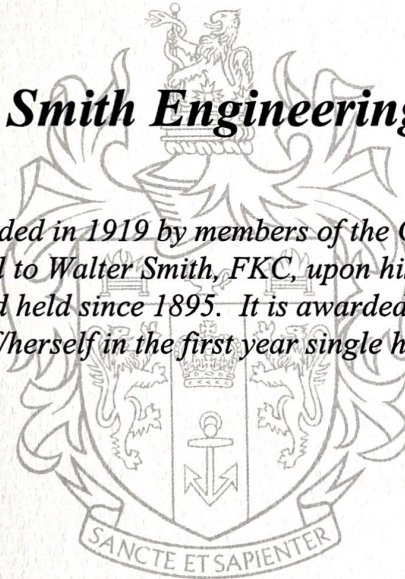 Smith Engineering
ded in 1919 by members of the
to Walter Smith, FKC, upon
held since 1895. It is awarded
/herself in the first year single
SANCTE ET SAPIENTER